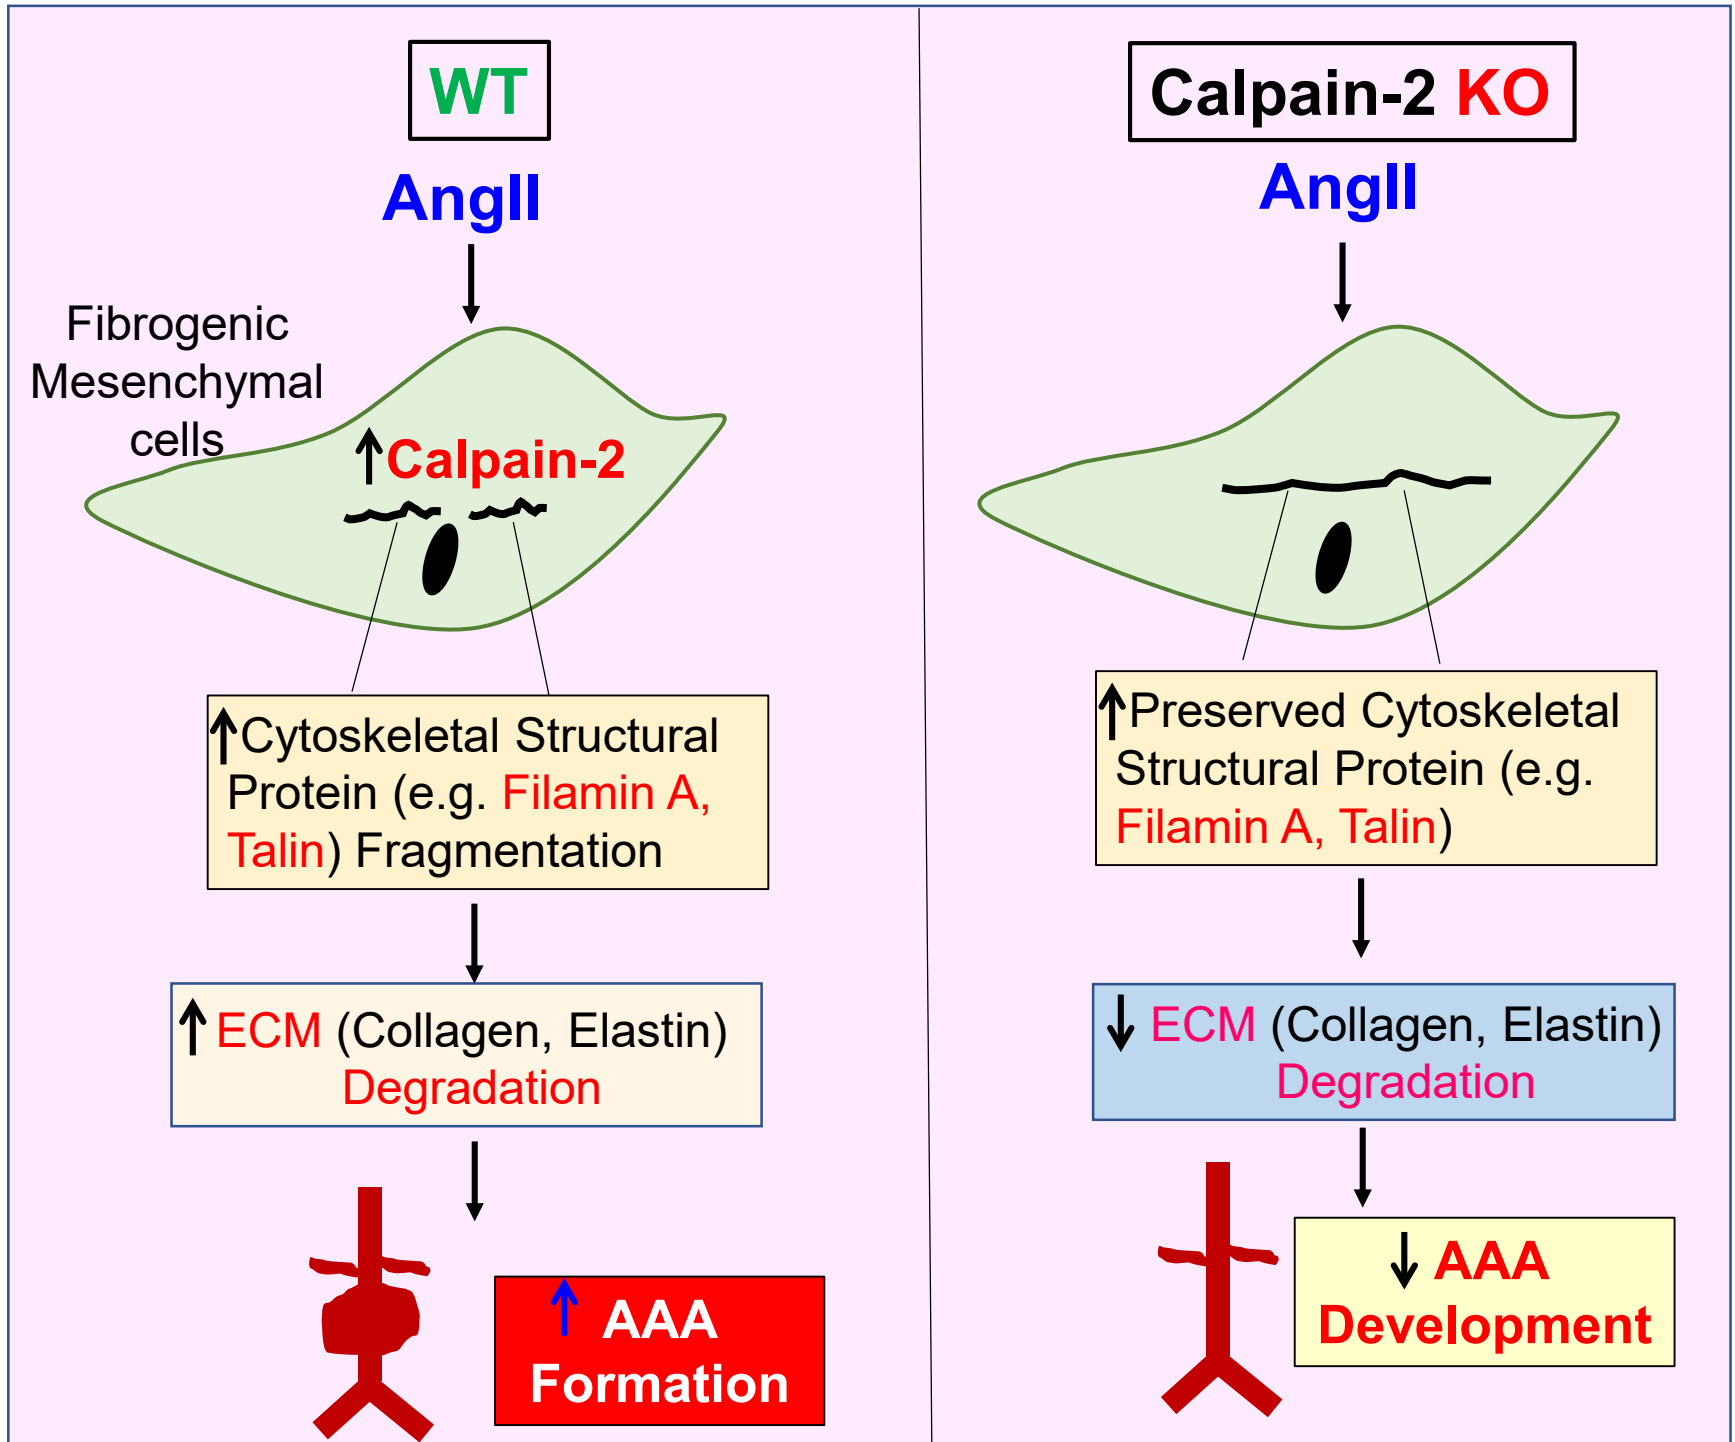 WT
AngII
Fibrogenic
Mesenchymal
cells
↑Calpain-2
↑Cytoskeletal Structural
Protein (e.g. Filamin A,
Talin) Fragmentation
↑ ECM (Collagen, Elastin)
Degradation
↑ AAA
Formation
Calpain-2 KO
AngII
↑Preserved Cytoskeletal
Structural Protein (e.g.
Filamin A, Talin)
↓ ECM (Collagen, Elastin)
Degradation
↓ AAA
Development